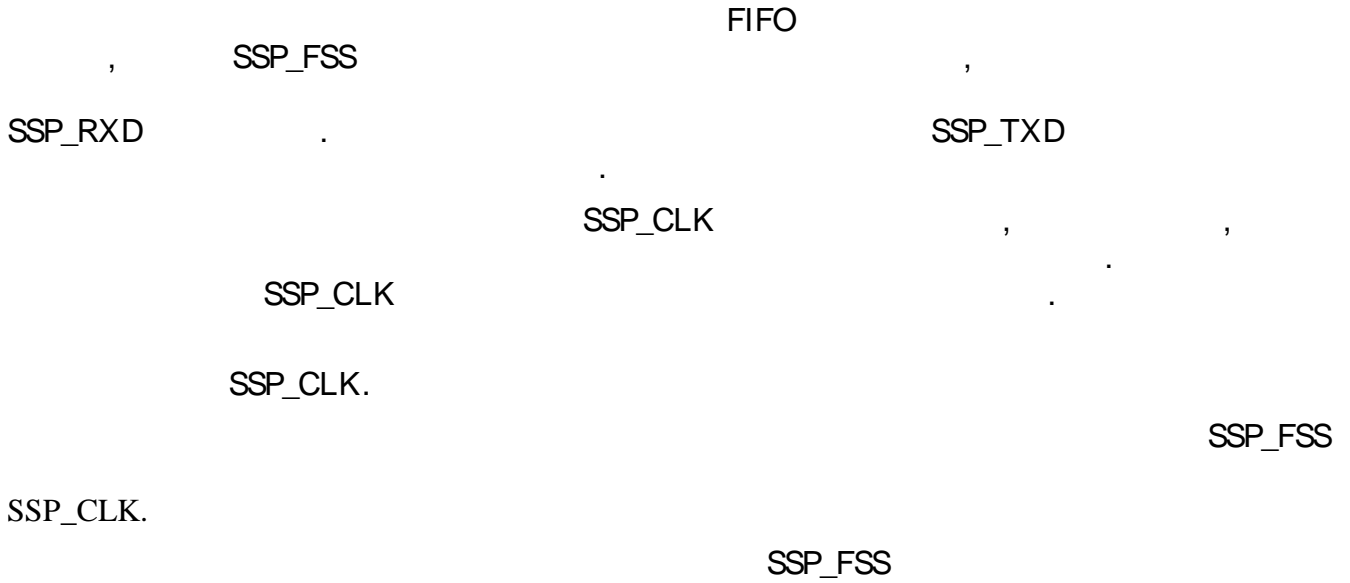 FIFO
, SSP_FSS ,
SSP_RXD . SSP_TXD
.
SSP_CLK , ,
.
SSP_CLK .
SSP_CLK.
SSP_FSS
SSP_CLK.
SSP_FSS